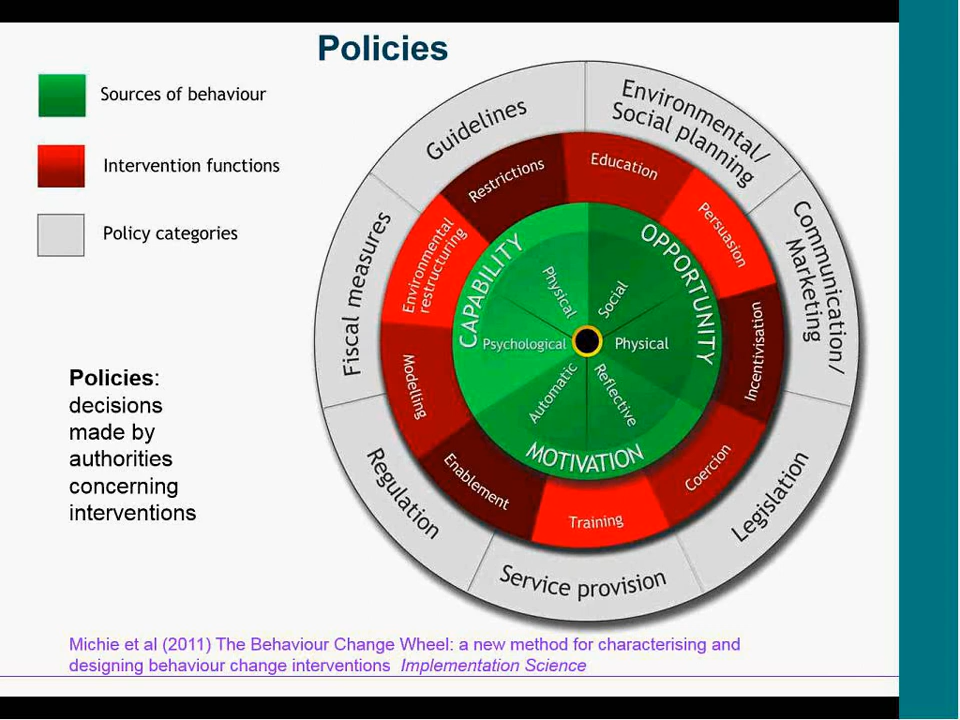 Policies
Sources of behaviour
Intervention functions
Policy categories
Policies:
decisions
made by
authorities
concerning
interventions
Guidelines
Environmental/
Social planning
Communication/
Marketing
Legislation
Service provision
Regulation
Fiscal measures
Restrictions
Education
Persuasion
Incentivisation
Coercion
Training
Enablement
Modelling
Environmental
restructuring
CAPABILITY
OPPORTUNITY
MOTIVATION
Physical
Social
Psychological
Physical
Automatic
Reflective
Michie et al (2011) The Behaviour Change Wheel: a new method for characterising and
designing behaviour change interventions Implementation Science